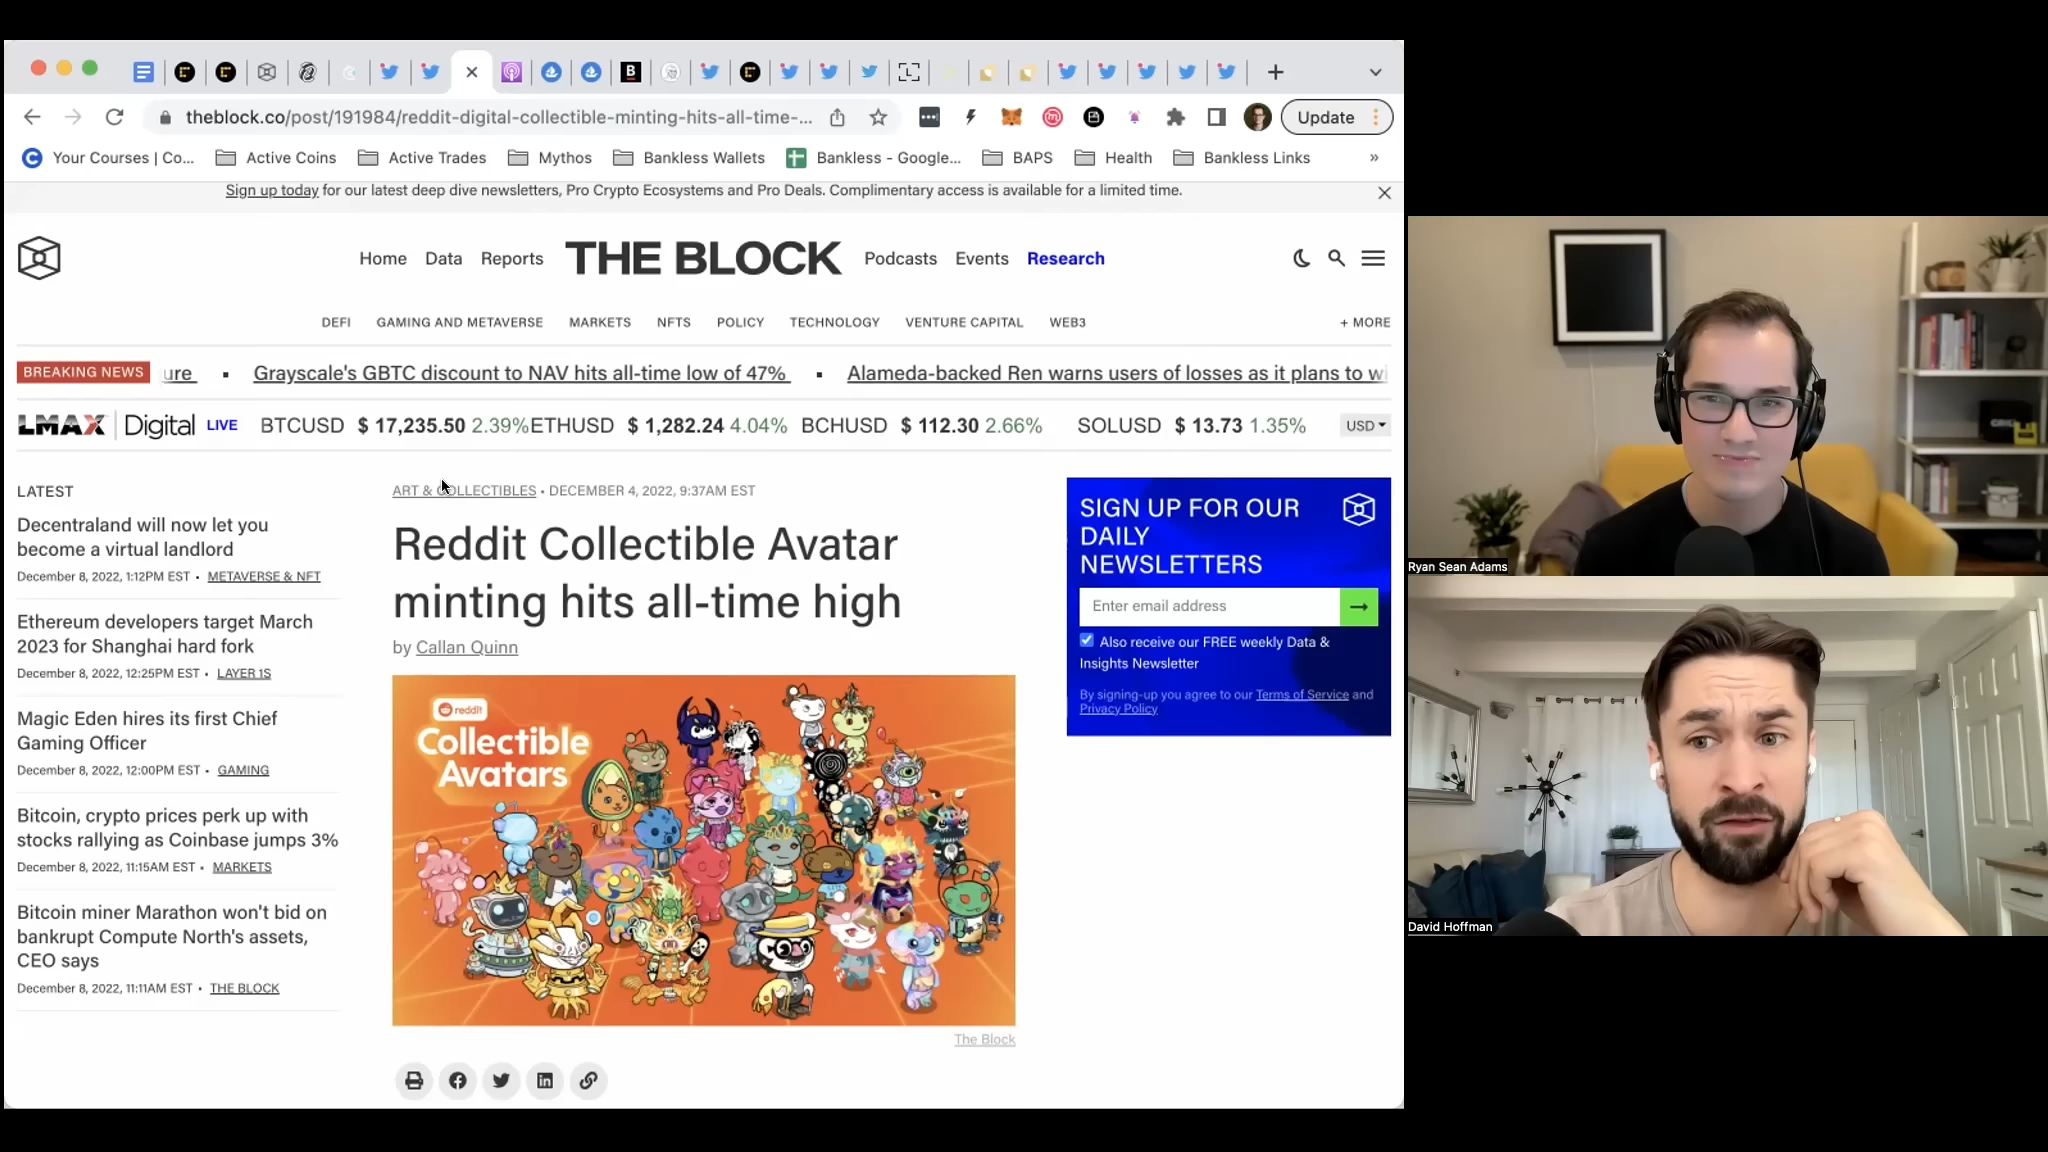 theblock.co/post/191984/reddit-digital-collectible-minting-hits-all-time-...
Update
Your Courses | Co...
Active Coins
Active Trades
Mythos
Bankless Wallets
Bankless - Google...
BAPS
Health
Bankless Links
»
Sign up today for our latest deep dive newsletters, Pro Crypto Ecosystems and Pro Deals. Complimentary access is available for a limited time.
Home Data Reports THE BLOCK Podcasts Events Research
DEFI GAMING AND METAVERSE MARKETS NFTS POLICY TECHNOLOGY VENTURE CAPITAL WEB3 + MORE
BREAKING NEWS ure ▪ Grayscale's GBTC discount to NAV hits all-time low of 47% ▪ Alameda-backed Ren warns users of losses as it plans to wi
LMAX Digital LIVE BTCUSD $ 17,235.50 2.39% ETHUSD $ 1,282.24 4.04% BCHUSD $ 112.30 2.66% SOLUSD $ 13.73 1.35% USD
LATEST
Decentraland will now let you
become a virtual landlord
December 8, 2022, 1:12PM EST • METAVERSE & NFT
Ethereum developers target March
2023 for Shanghai hard fork
December 8, 2022, 12:25PM EST • LAYER 1S
Magic Eden hires its first Chief
Gaming Officer
December 8, 2022, 12:00PM EST • GAMING
Bitcoin, crypto prices perk up with
stocks rallying as Coinbase jumps 3%
December 8, 2022, 11:15AM EST • MARKETS
Bitcoin miner Marathon won't bid on
bankrupt Compute North's assets,
CEO says
December 8, 2022, 11:11AM EST • THE BLOCK
ART & COLLECTIBLES • DECEMBER 4, 2022, 9:37AM EST
Reddit Collectible Avatar
minting hits all-time high
by Callan Quinn
reddit
Collectible
Avatars
The Block
SIGN UP FOR OUR
DAILY
NEWSLETTERS
Enter email address
Also receive our FREE weekly Data &
Insights Newsletter
By signing-up you agree to our Terms of Service and
Privacy Policy
Ryan Sean Adams
David Hoffman